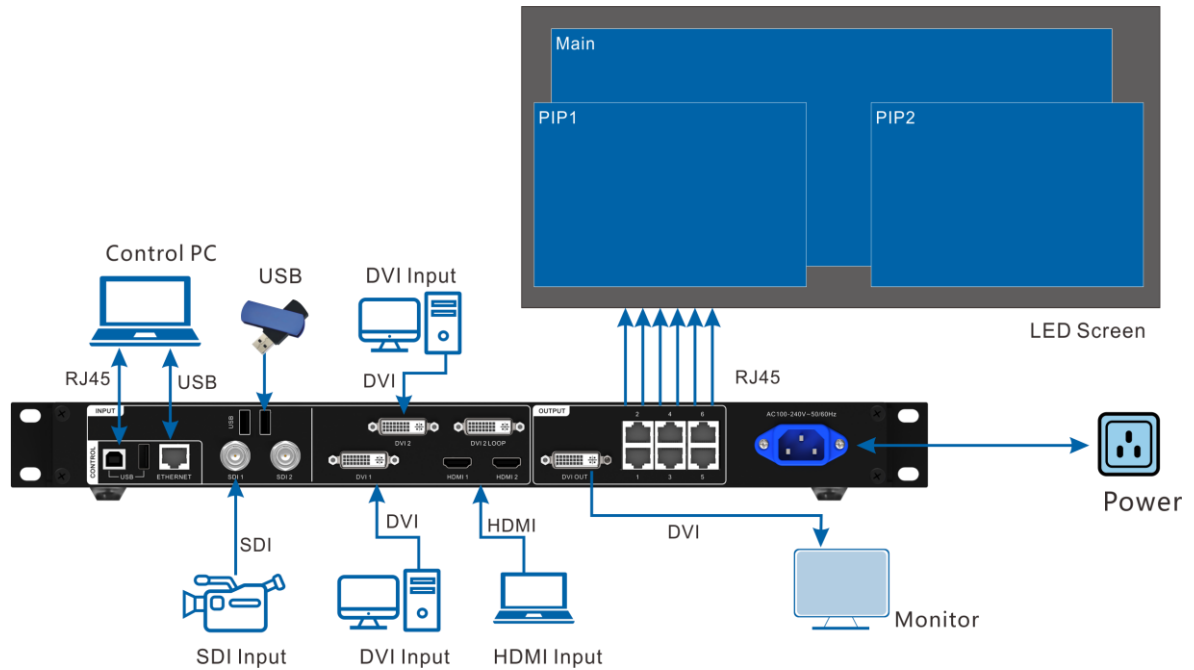 Main
PIP1
PIP2
LED Screen
Control PC
USB
DVI Input
RJ45
USB
DVI
RJ45
INPUT
USB
OUTPUT
2
4
6
AC100-240V~50/60Hz
DVI 2
DVI 2 LOOP
CONTROL
USB
ETHERNET
SDI 1
SDI 2
DVI 1
HDMI 1
HDMI 2
DVI OUT
1
3
5
Power
SDI
DVI
HDMI
DVI
Monitor
SDI Input
DVI Input
HDMI Input